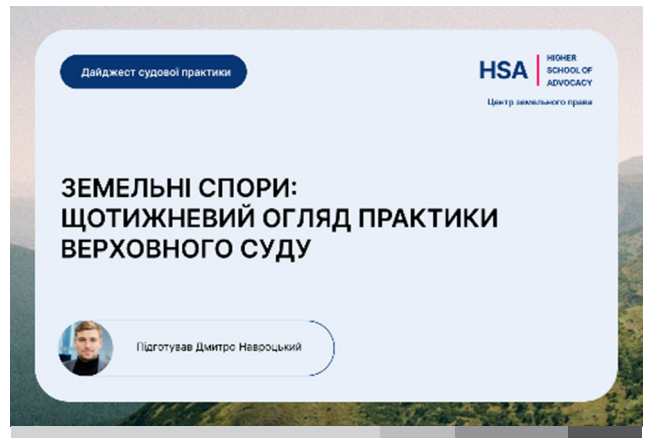 Дайджест судової практики
HSA
HIGHER
SCHOOL OF
ADVOCACY
Центр земельного права
ЗЕМЕЛЬНІ СПОРИ:
ЩОТИЖНЕВИЙ ОГЛЯД ПРАКТИКИ
ВЕРХОВНОГО СУДУ
Підготував Дмитро Навроцький